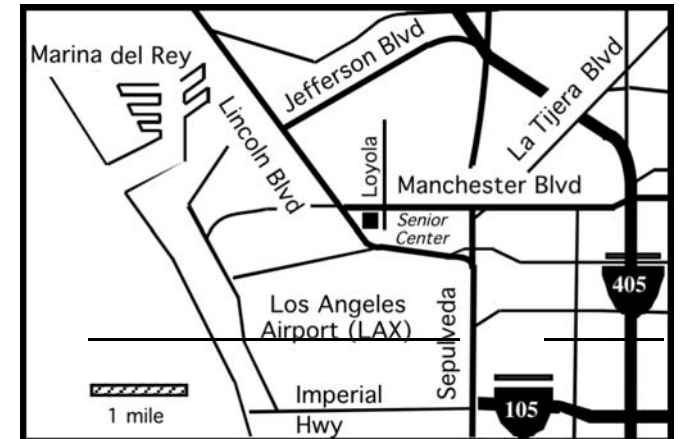 Marina del Rey
Jefferson Blvd
La Tijera Blvd
Lincoln Blvd
Loyola
Manchester Blvd
Senior
Center
405
Los Angeles
Airport (LAX)
Sepulveda
1 mile
Imperial
Hwy
105